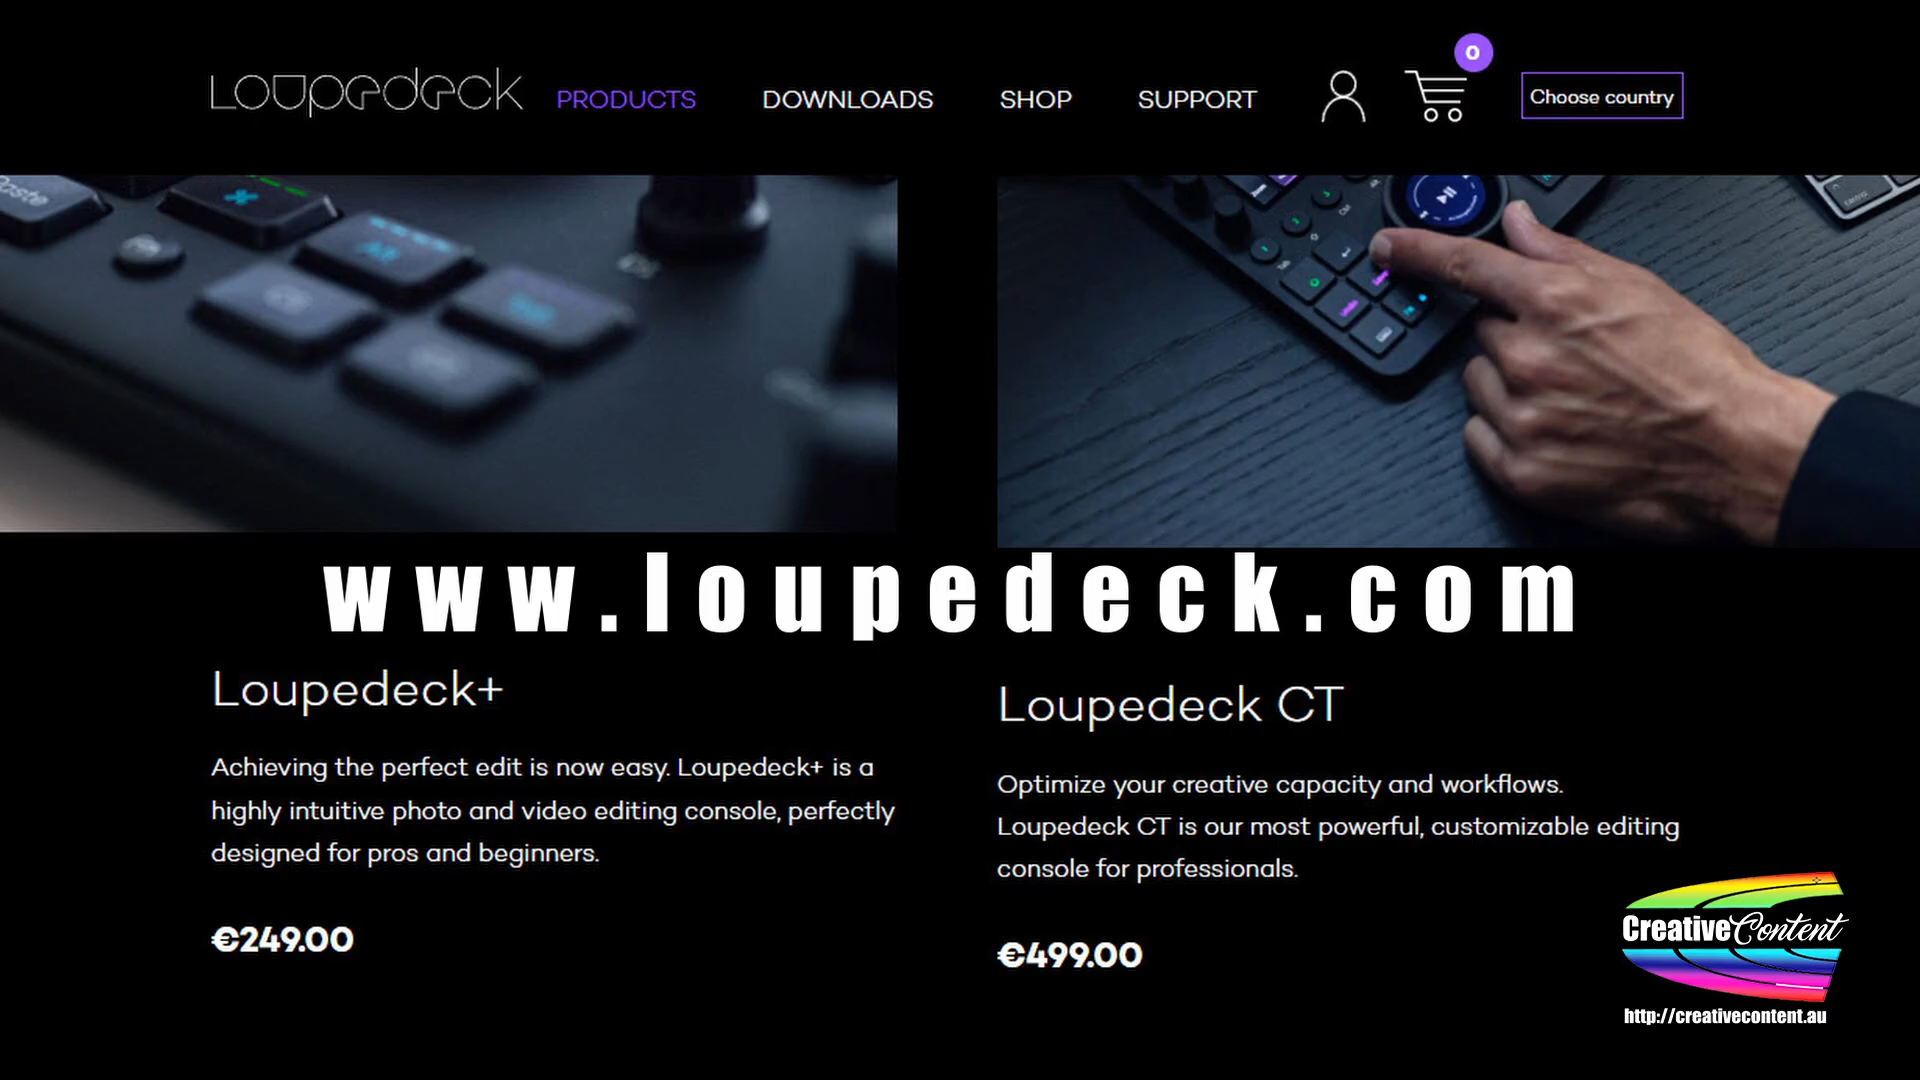 Loupedeck
PRODUCTS
DOWNLOADS
SHOP
SUPPORT
0
Choose country
www.loupedeck.com
Loupedeck+
Achieving the perfect edit is now easy. Loupedeck+ is a
highly intuitive photo and video editing console, perfectly
designed for pros and beginners.
€249.00
Loupedeck CT
Optimize your creative capacity and workflows.
Loupedeck CT is our most powerful, customizable editing
console for professionals.
€499.00
CreativeContent
http://creativecontent.au